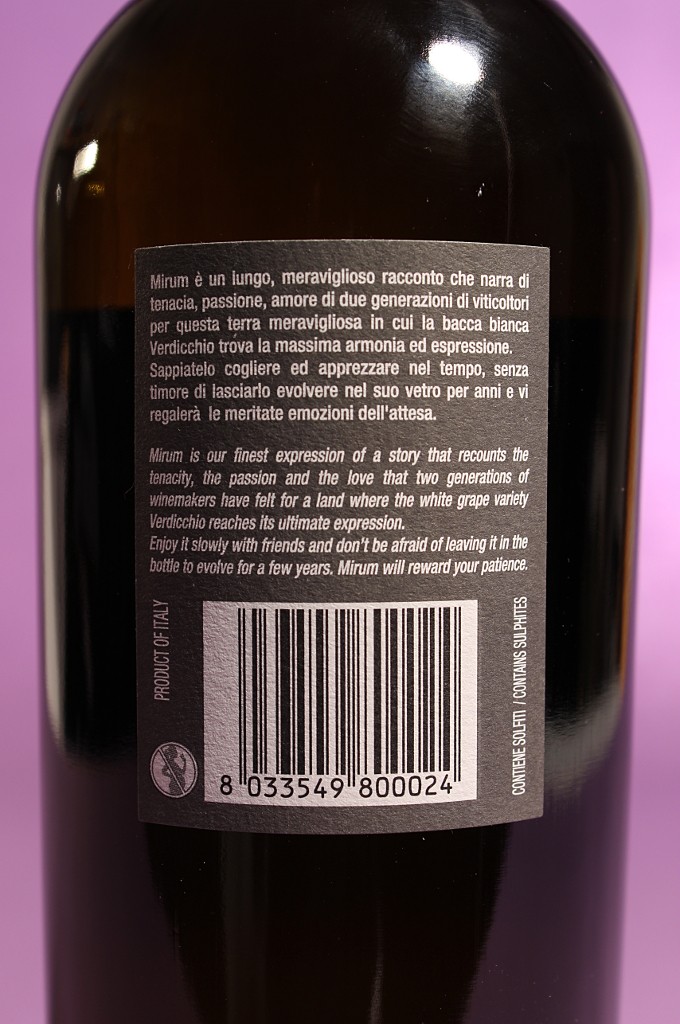 Mirum è un lungo, meraviglioso racconto che narra di
tenacia, passione, amore di due generazioni di viticoltori
per questa terra meravigliosa in cui la bacca bianca
Verdicchio trova la massima armonia ed espressione.
Sappiatelo cogliere ed apprezzare nel tempo, senza
timore di lasciarlo evolvere nel suo vetro per anni e vi
regalerà le meritate emozioni dell'attesa.
Mirum is our finest expression of a story that recounts the
tenacity, the passion and the love that two generations of
winemakers have felt for a land where the white grape variety
Verdicchio reaches its ultimate expression.
Enjoy it slowly with friends and don't be afraid of leaving it in the
bottle to evolve for a few years. Mirum will reward your patience.
PRODUCT OF ITALY
CONTIENE SOLFITI / CONTAINS SULPHITES
8 033549 800024